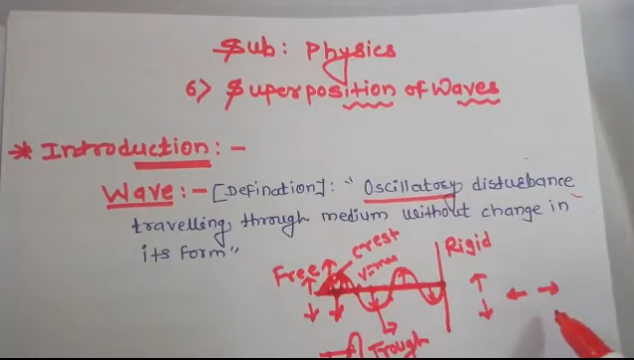 Sub: Physics
6> Superposition of Waves
* Introduction: -
Wave: - [Defination]: " Oscillatory disturbance
travelling through medium without change in
its form"
crest
Rigid
Free
Trough